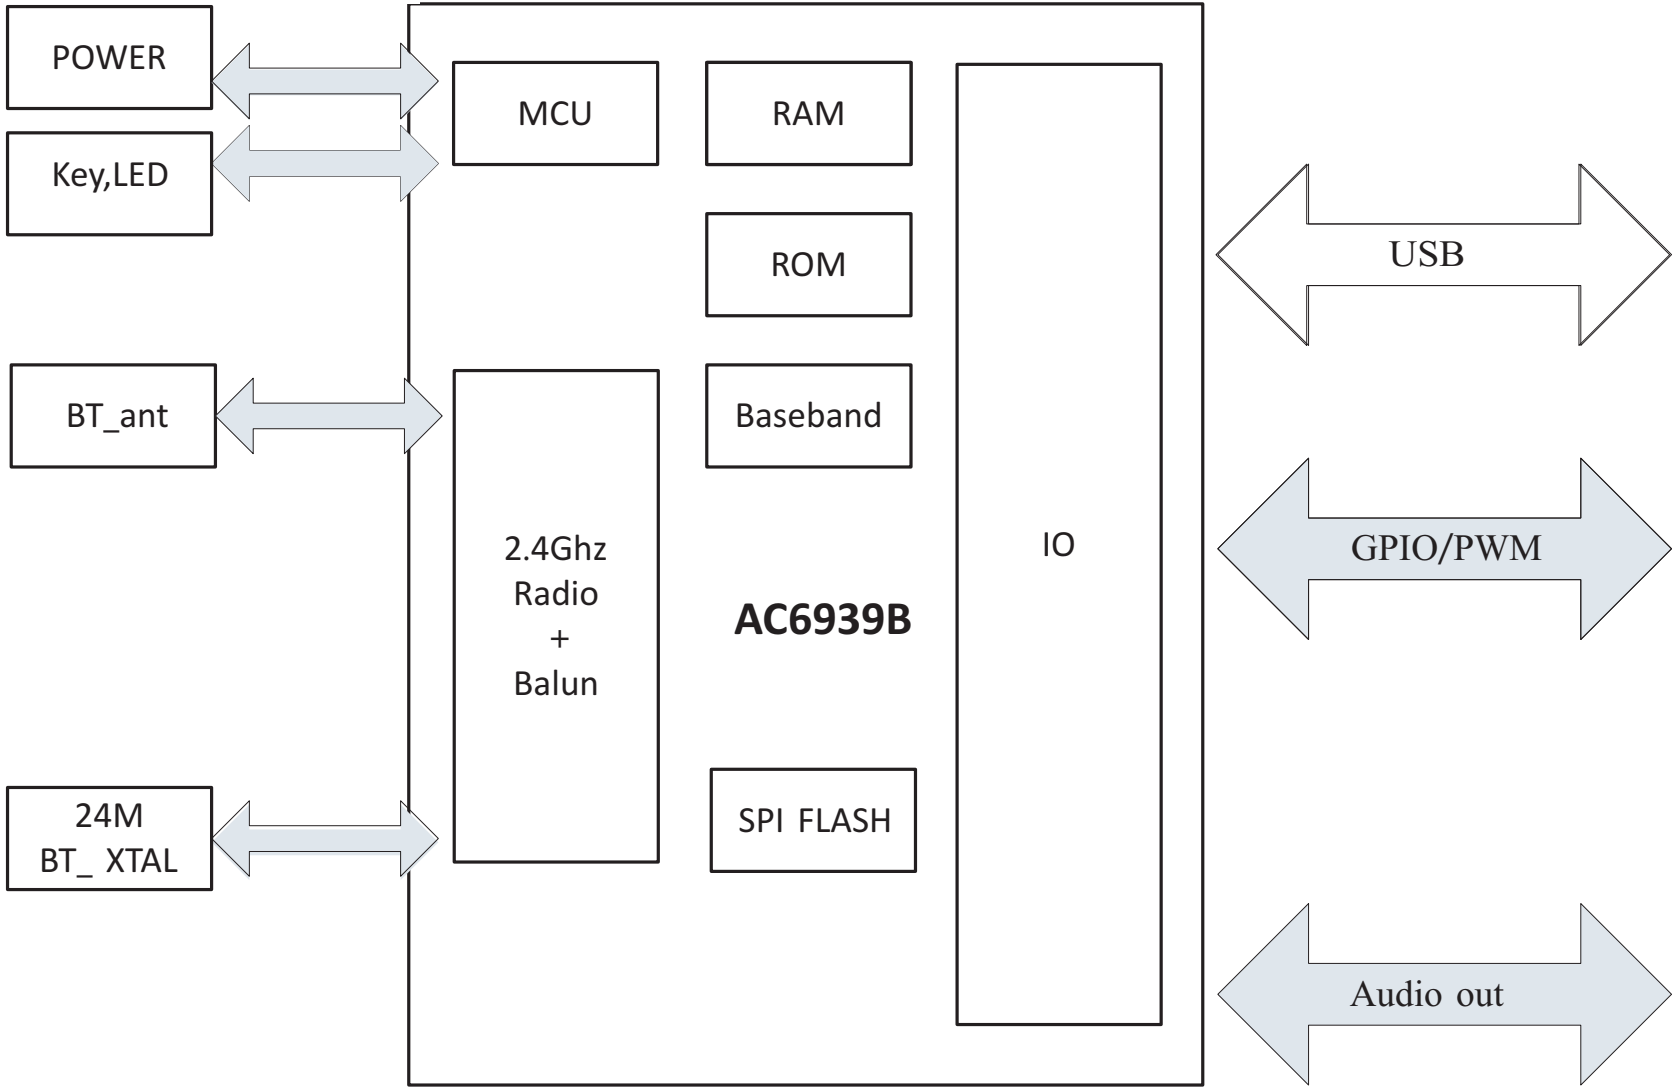 POWER
Key,LED
BT_ant
24M
BT_ XTAL
MCU
RAM
ROM
Baseband
2.4Ghz
Radio
+
Balun
AC6939B
SPI FLASH
IO
USB
GPIO/PWM
Audio out